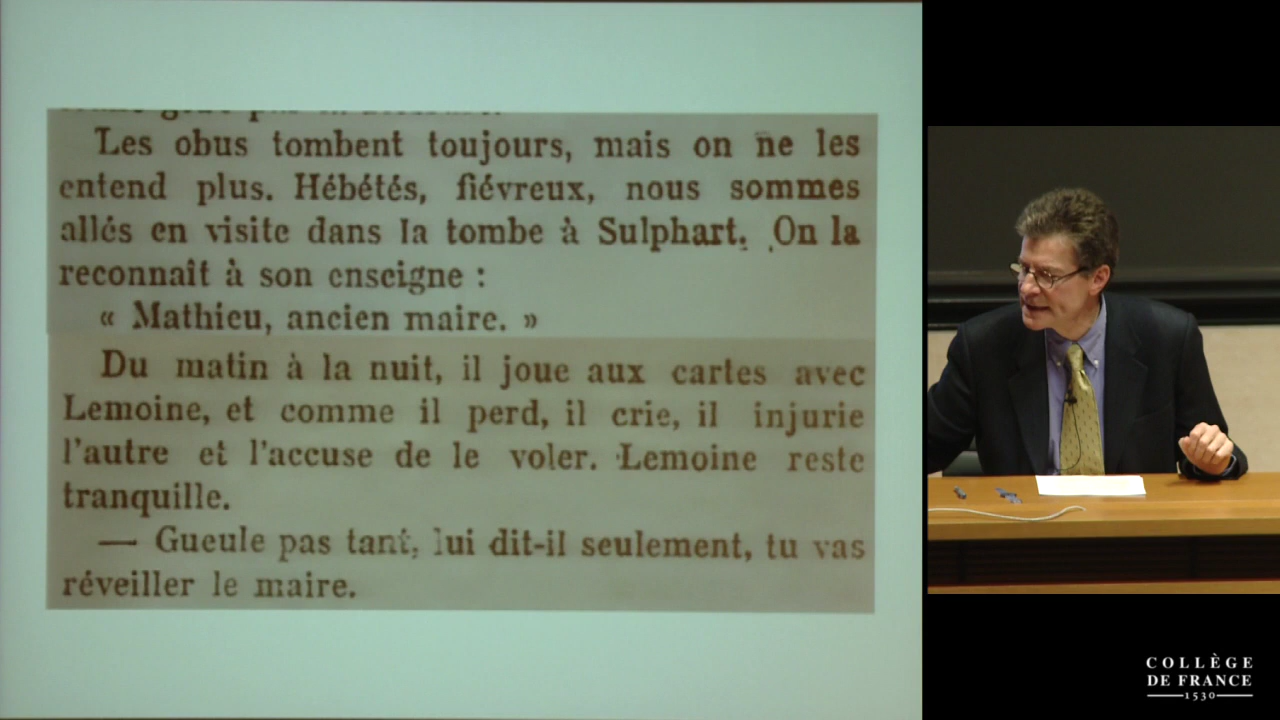 Les obus tombent toujours, mais on ne les
entend plus. Hébétés, fiévreux, nous sommes
allés en visite dans la tombe à Sulphart. On la
reconnaît à son enseigne :
« Mathieu, ancien maire. »
Du matin à la nuit, il joue aux cartes avec
Lemoine, et comme il perd, il crie, il injurie
l'autre et l'accuse de le voler. Lemoine reste
tranquille.
— Gueule pas tant, lui dit-il seulement, tu vas
réveiller le maire.
COLLÈGE
DE FRANCE
1530